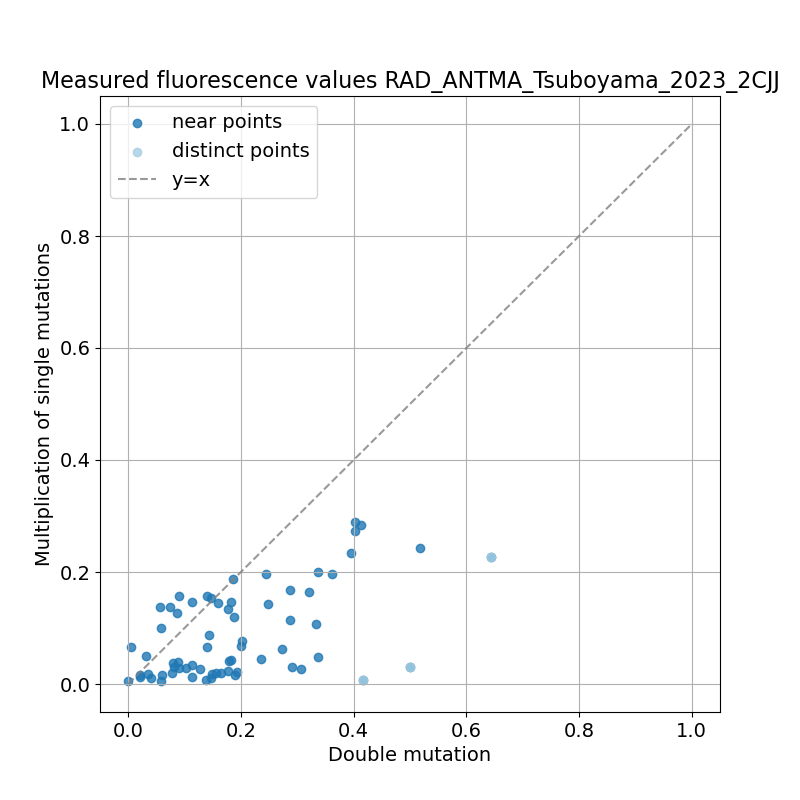 Measured fluorescence values RAD_ANTMA_Tsuboyama_2023_2CJJ
near points
distinct points
y=x
1.0
0.8
0.6
0.4
0.2
0.0
Multiplication of single mutations
0.0 0.2 0.4 0.6 0.8 1.0
Double mutation